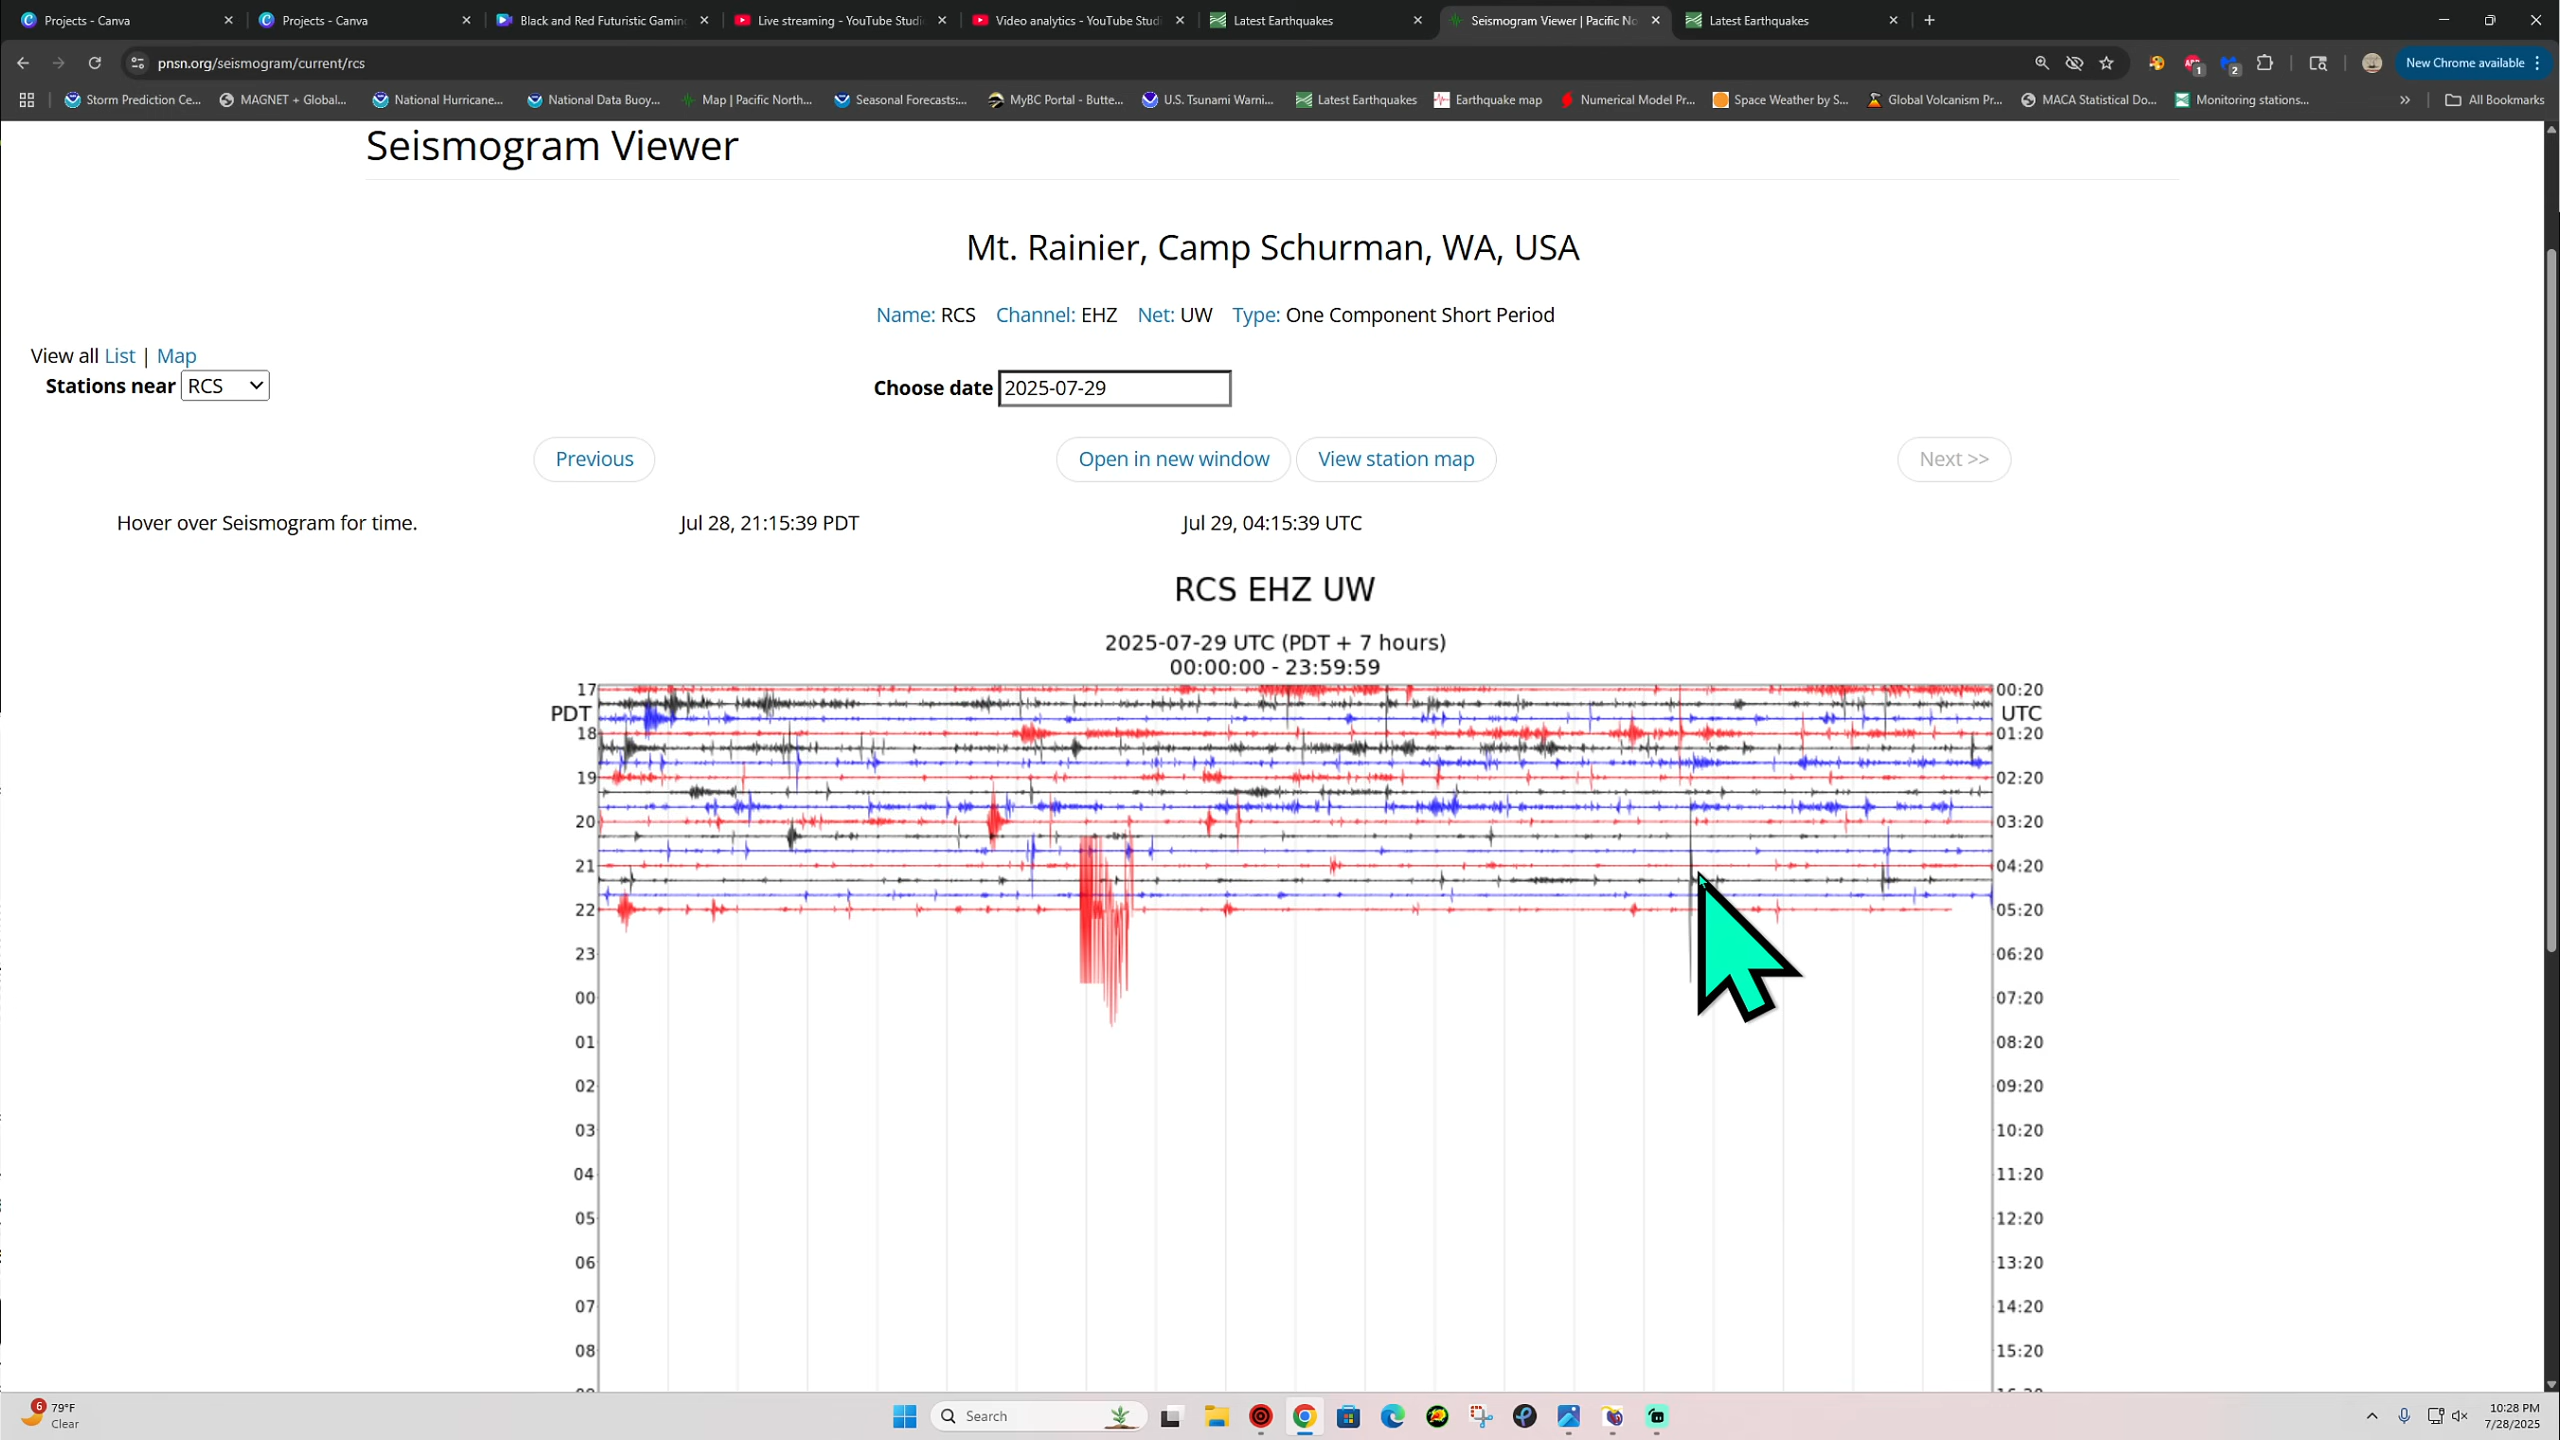 Projects - Canva
Projects - Canva
Black and Red Futuristic Gamin
Live streaming - YouTube Studi
Video analytics - YouTube Studi
Latest Earthquakes
Seismogram Viewer | Pacific No
Latest Earthquakes
pnsn.org/seismogram/current/rcs
New Chrome available
Storm Prediction Ce...
MAGNET + Global...
National Hurricane...
National Data Buoy...
Map | Pacific North...
Seasonal Forecasts:...
MyBC Portal - Butte...
U.S. Tsunami Warni...
Latest Earthquakes
Earthquake map
Numerical Model Pr...
Space Weather by S...
Global Volcanism Pr...
MACA Statistical Do...
Monitoring stations...
All Bookmarks
Seismogram Viewer
Mt. Rainier, Camp Schurman, WA, USA
Name: RCS Channel: EHZ Net: UW Type: One Component Short Period
View all List | Map
Stations near RCS
Choose date 2025-07-29
Previous
Open in new window
View station map
Next >>
Hover over Seismogram for time.
Jul 28, 21:15:39 PDT
Jul 29, 04:15:39 UTC
RCS EHZ UW
2025-07-29 UTC (PDT + 7 hours)
00:00:00 - 23:59:59
17 00:20
PDT UTC
18 01:20
19 02:20
20 03:20
21 04:20
22 05:20
23 06:20
00 07:20
01 08:20
02 09:20
03 10:20
04 11:20
05 12:20
06 13:20
07 14:20
08 15:20
6
79°F
Clear
Search
10:28 PM
7/28/2025